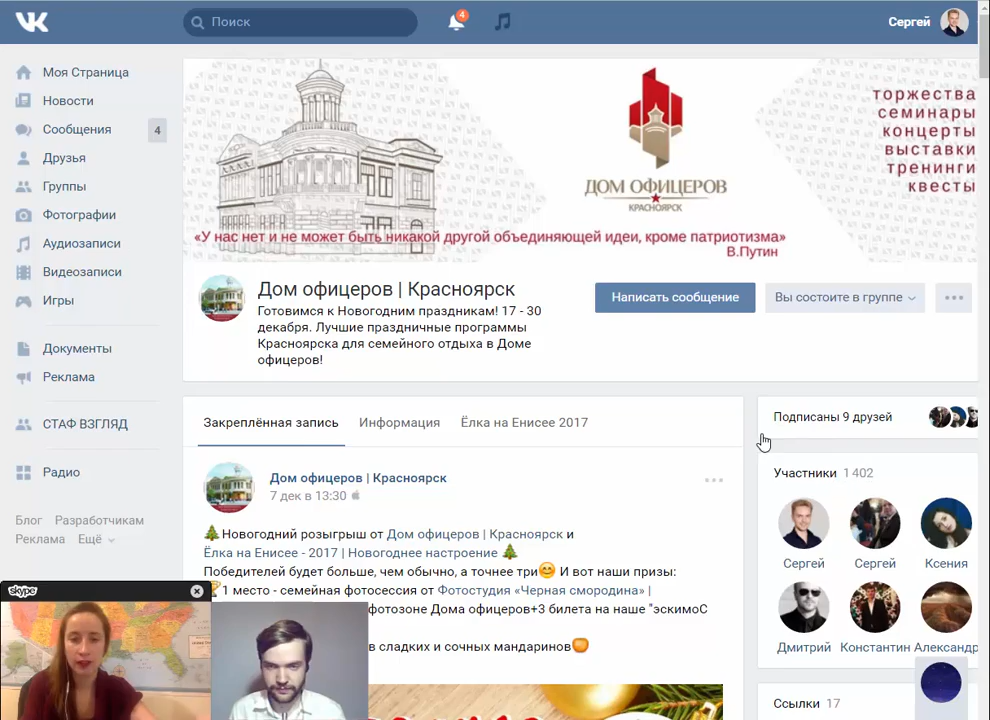 VK
Поиск
4
Сергей
Моя Страница
Новости
Сообщения
4
Друзья
Группы
Фотографии
Аудиозаписи
Видеозаписи
Игры
Документы
Реклама
СТАФ ВЗГЛЯД
Радио
Блог Разработчикам
Реклама Ещё
торжества
семинары
концерты
выставки
тренинги
квесты
ДОМ ОФИЦЕРОВ
КРАСНОЯРСК
«У нас нет и не может быть никакой другой объединяющей идеи, кроме патриотизма»
В.Путин
Дом офицеров | Красноярск
Готовимся к Новогодним праздникам! 17 - 30
декабря. Лучшие праздничные программы
Красноярска для семейного отдыха в Доме
офицеров!
Написать сообщение
Вы состоите в группе
Закреплённая запись Информация Ёлка на Енисее 2017
Дом офицеров | Красноярск
7 дек в 13:30
🎄Новогодний розыгрыш от Дом офицеров | Красноярск и
Ёлка на Енисее - 2017 | Новогоднее настроение 🎄
Победителей будет больше, чем обычно, а точнее три😊 И вот наши призы:
🏆1 место - семейная фотосессия от Фотостудия «Черная смородина» |
фотозоне Дома офицеров+3 билета на наше "эскимоС
в сладких и сочных мандаринов🍊
Подписаны 9 друзей
Участники 1 402
Сергей Сергей Ксения
Дмитрий Константин Александр
Ссылки 17
skype